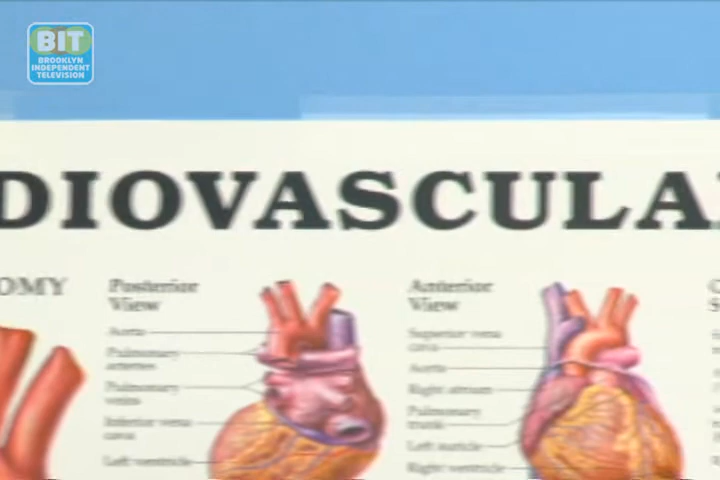 BIT
BROOKLYN
INDEPENDENT
TELEVISION
DIOVASCULA
OMY
Posterior
View
Aorta
Pulmonary
arteries
Pulmonary
veins
Inferior vena
cava
Left ventricle
Anterior
View
Superior vena
cava
Aorta
Right atrium
Pulmonary
trunk
Left auricle
Right ventricle